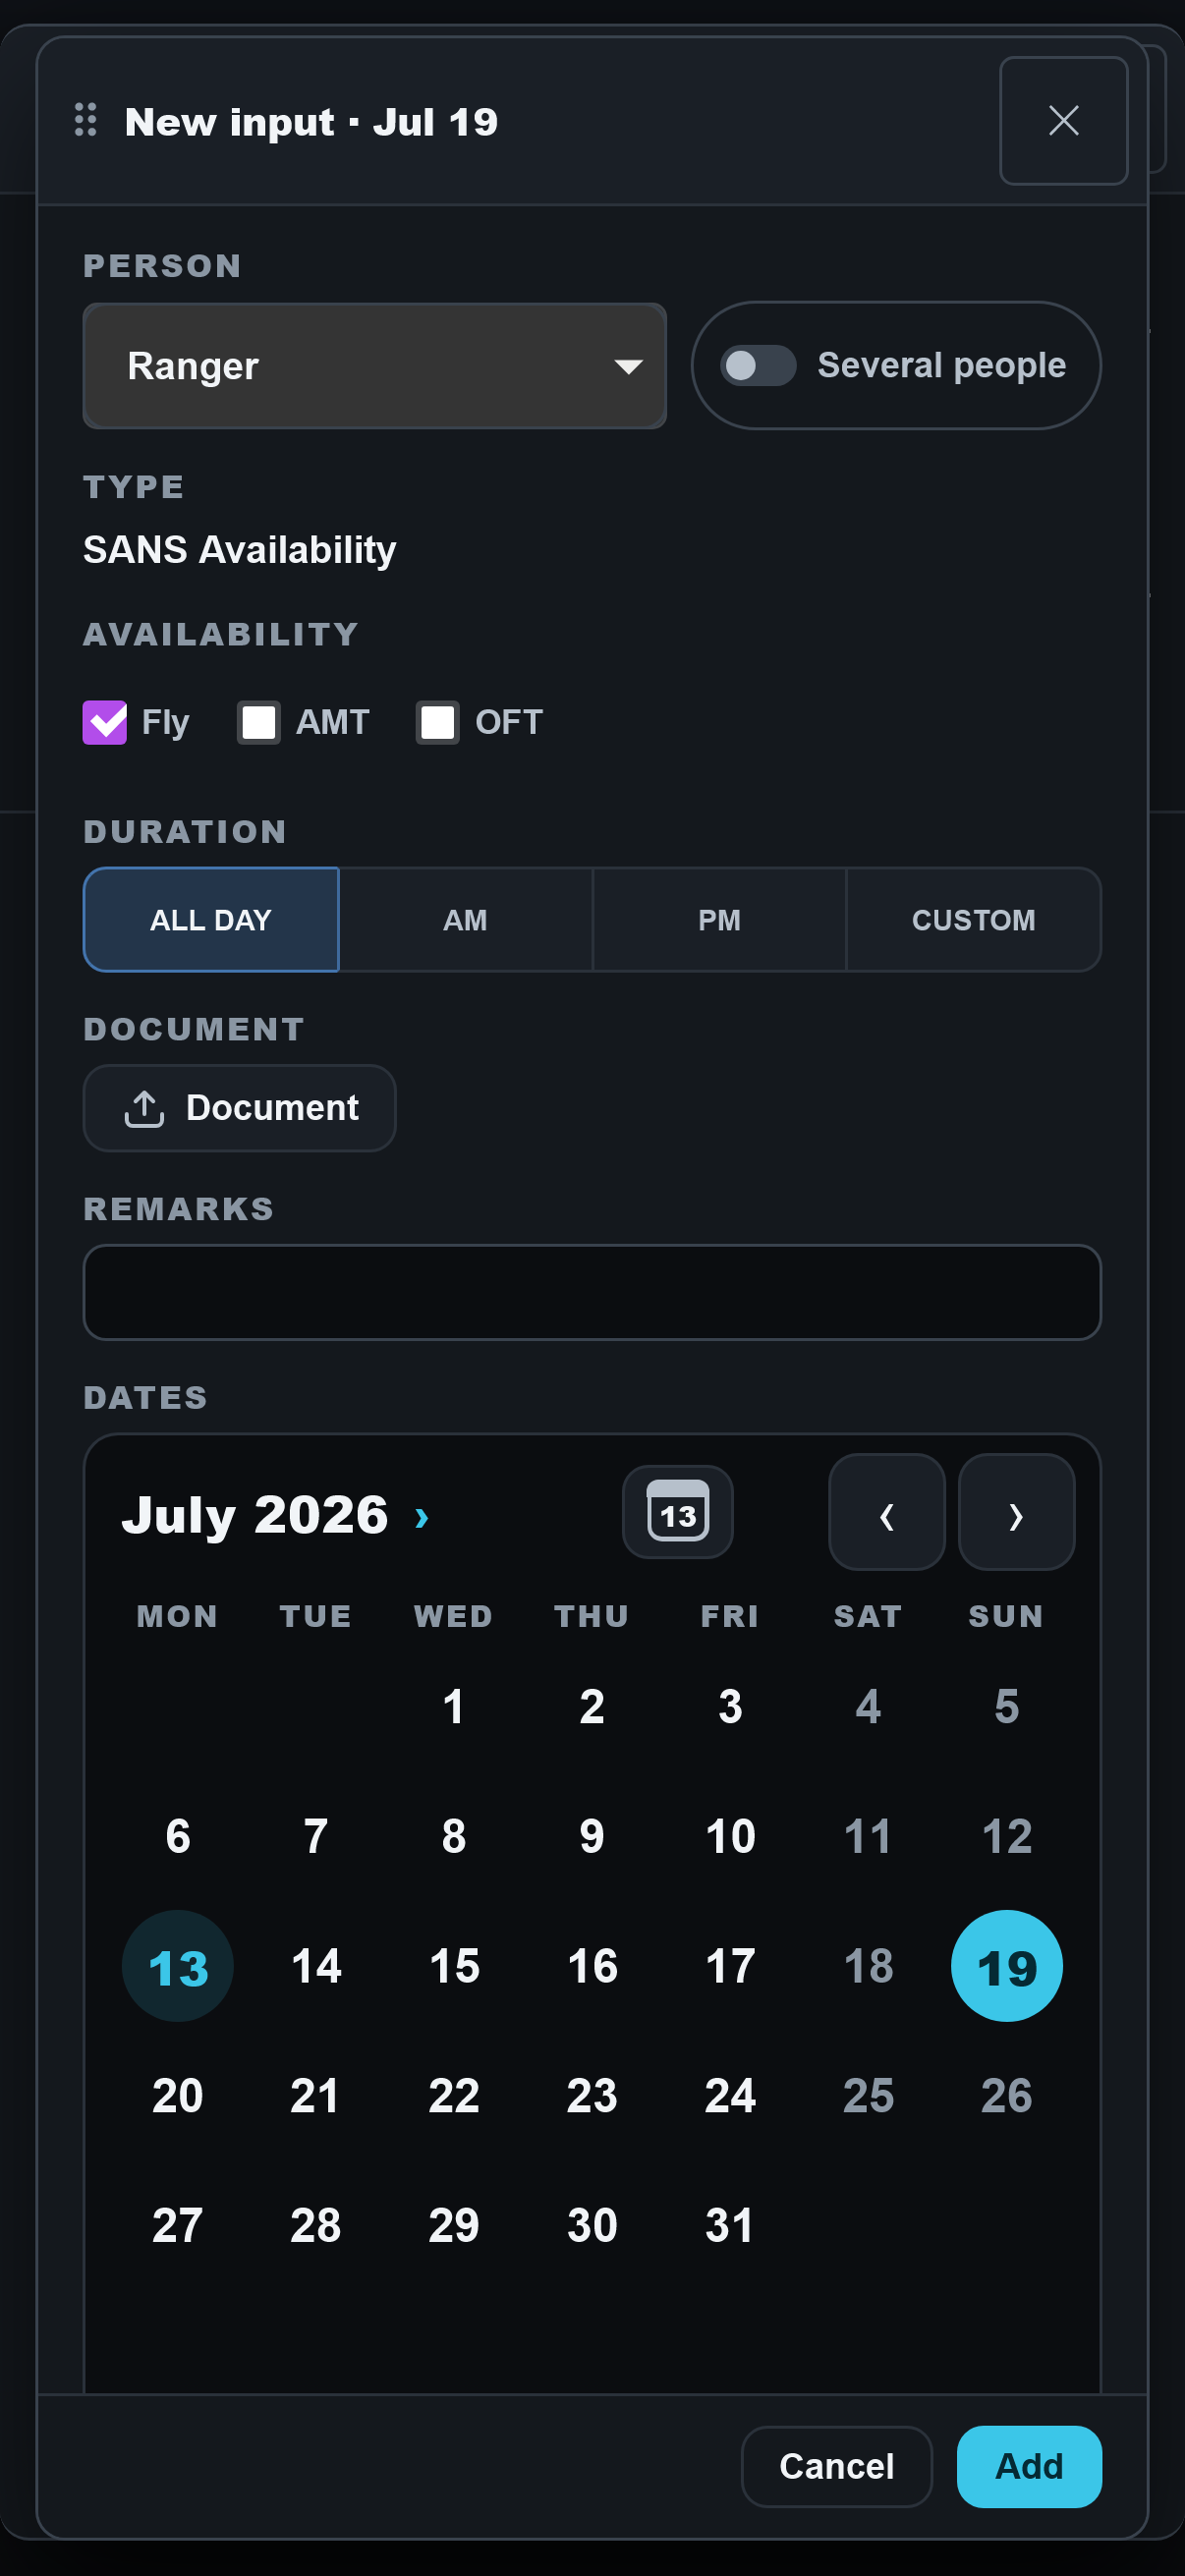 New input · Jul 19
PERSON
Ranger
Several people
TYPE
SANS Availability
AVAILABILITY
Fly AMT OFT
DURATION
ALL DAY AM PM CUSTOM
DOCUMENT
Document
REMARKS
DATES
July 2026 › 13 ‹ ›
MON TUE WED THU FRI SAT SUN
1 2 3 4 5
6 7 8 9 10 11 12
13 14 15 16 17 18 19
20 21 22 23 24 25 26
27 28 29 30 31
Cancel Add